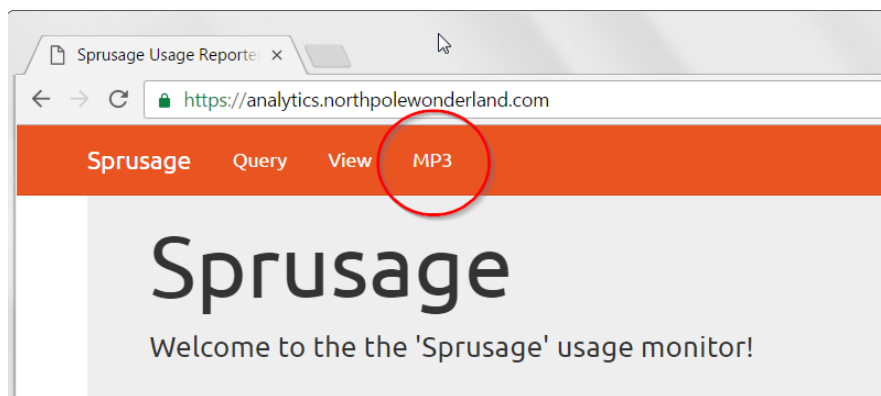 Sprusage Usage Reporte
https://analytics.northpolewonderland.com
Sprusage Query View MP3
Sprusage
Welcome to the the 'Sprusage' usage monitor!